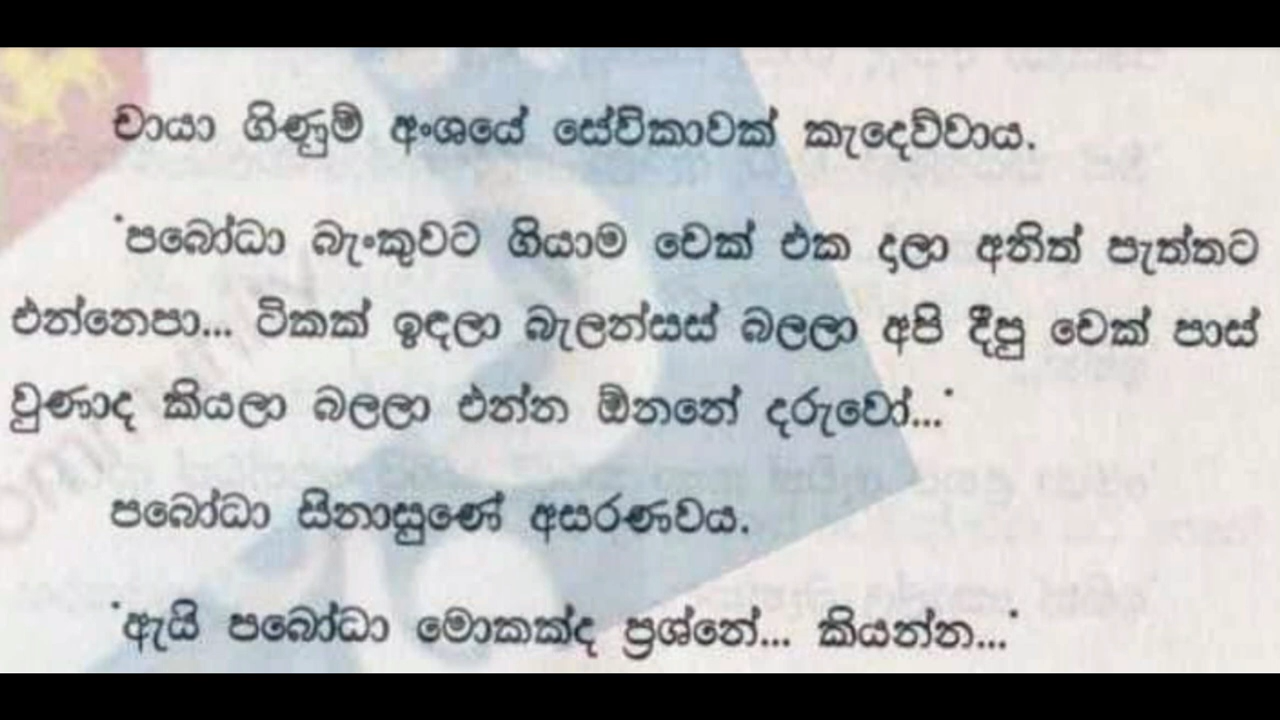 චායා ගිණුම් අංශයේ සේවිකාවක් කැදෙව්වාය.
'පබෝධා බැංකුවට ගියාම චෙක් එක දාලා අනිත් පැත්තට
එන්නෙපා... ටිකක් ඉඳලා බැලන්සස් බලලා අපි දීපු චෙක් පාස්
වුණාද කියලා බලලා එන්න ඕනනේ දරුවෝ...'
පබෝධා සිනාසුණේ අසරණවය.
'ඇයි පබෝධා මොකක්ද ප්‍රශ්නේ... කියන්න...'